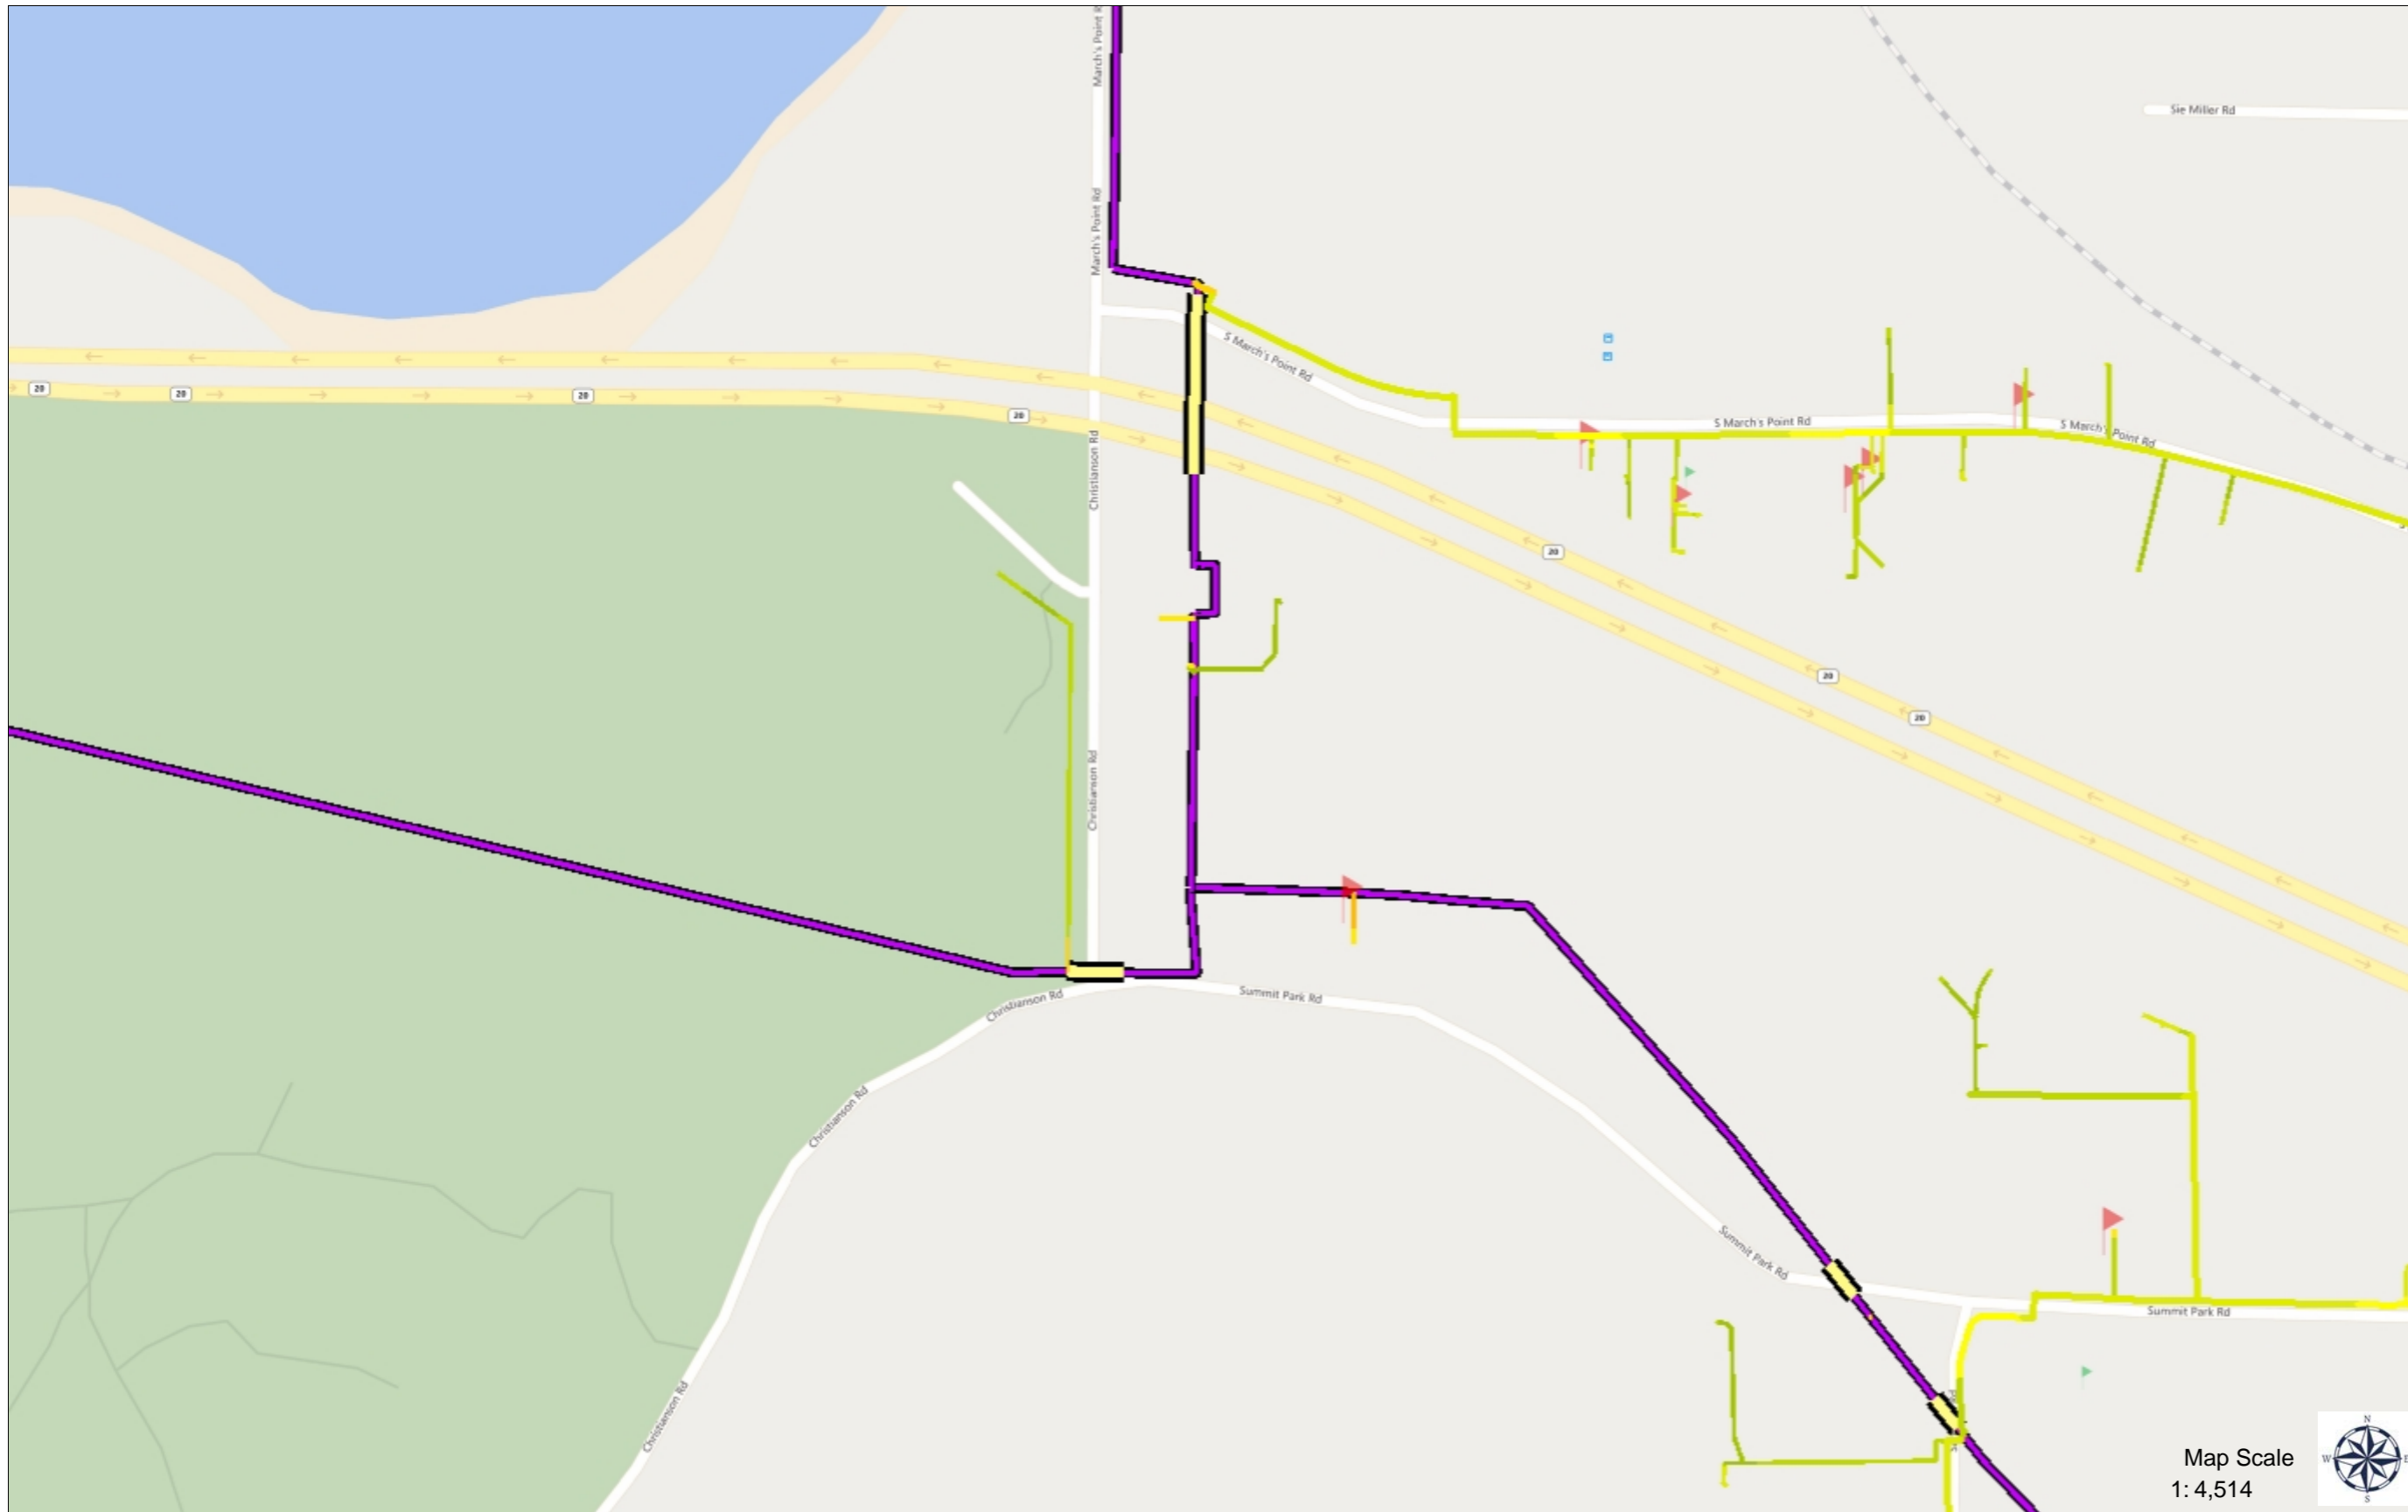 March's Point R
Sie Miller Rd
March's Point Rd
S March's Point Rd
20
20
20
20
S March's Point Rd
S March's Point Rd
Christianson Rd
20
20
20
Christianson Rd
Christianson Rd
Summit Park Rd
Christianson Rd
Summit Park Rd
Summit Park Rd
Christianson Rd
Map Scale
1: 4,514
N
W
E
S